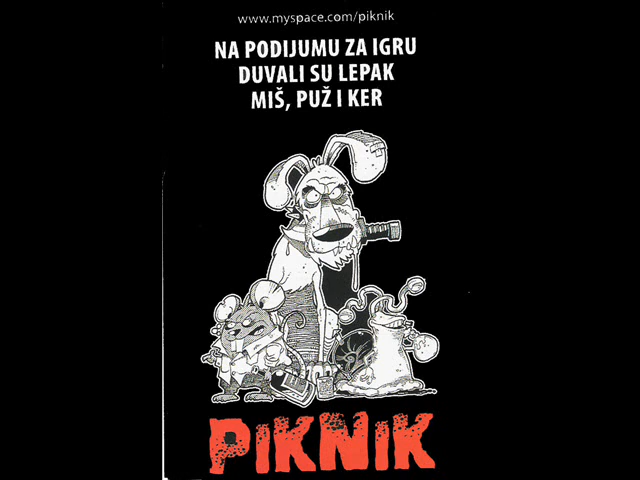 www.myspace.com/piknik
NA PODIJUMU ZA IGRU
DUVALI SU LEPAK
MIŠ, PUŽ I KER
PiKNiK